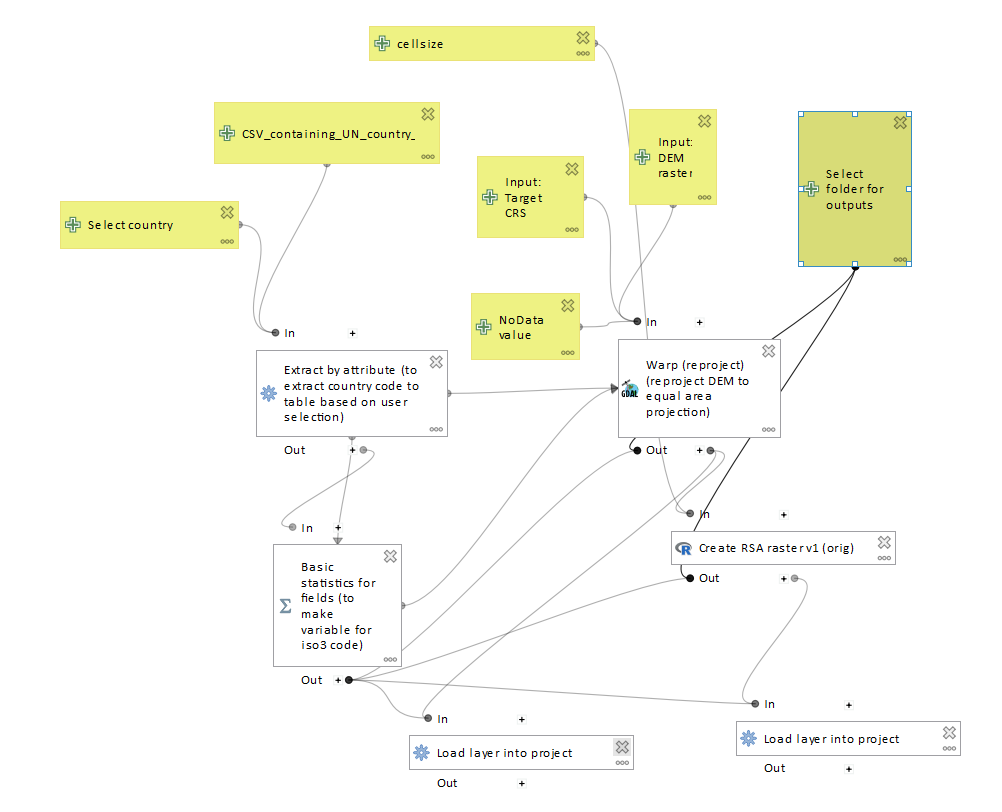 cellsize
CSV_containing_UN_country_
Input:
DEM
raster
Select
folder for
outputs
Input:
Target
CRS
Select country
NoData
value
In
In
Extract by attribute (to
extract country code to
table based on user
selection)
Warp (reproject)
(reproject DEM to
equal area
projection)
GDAL
Out
Out
In
In
Create RSA raster v1 (orig)
R
Basic
statistics for
fields (to
make
variable for
iso3 code)
Out
Out
In
In
Load layer into project
Load layer into project
Out
Out